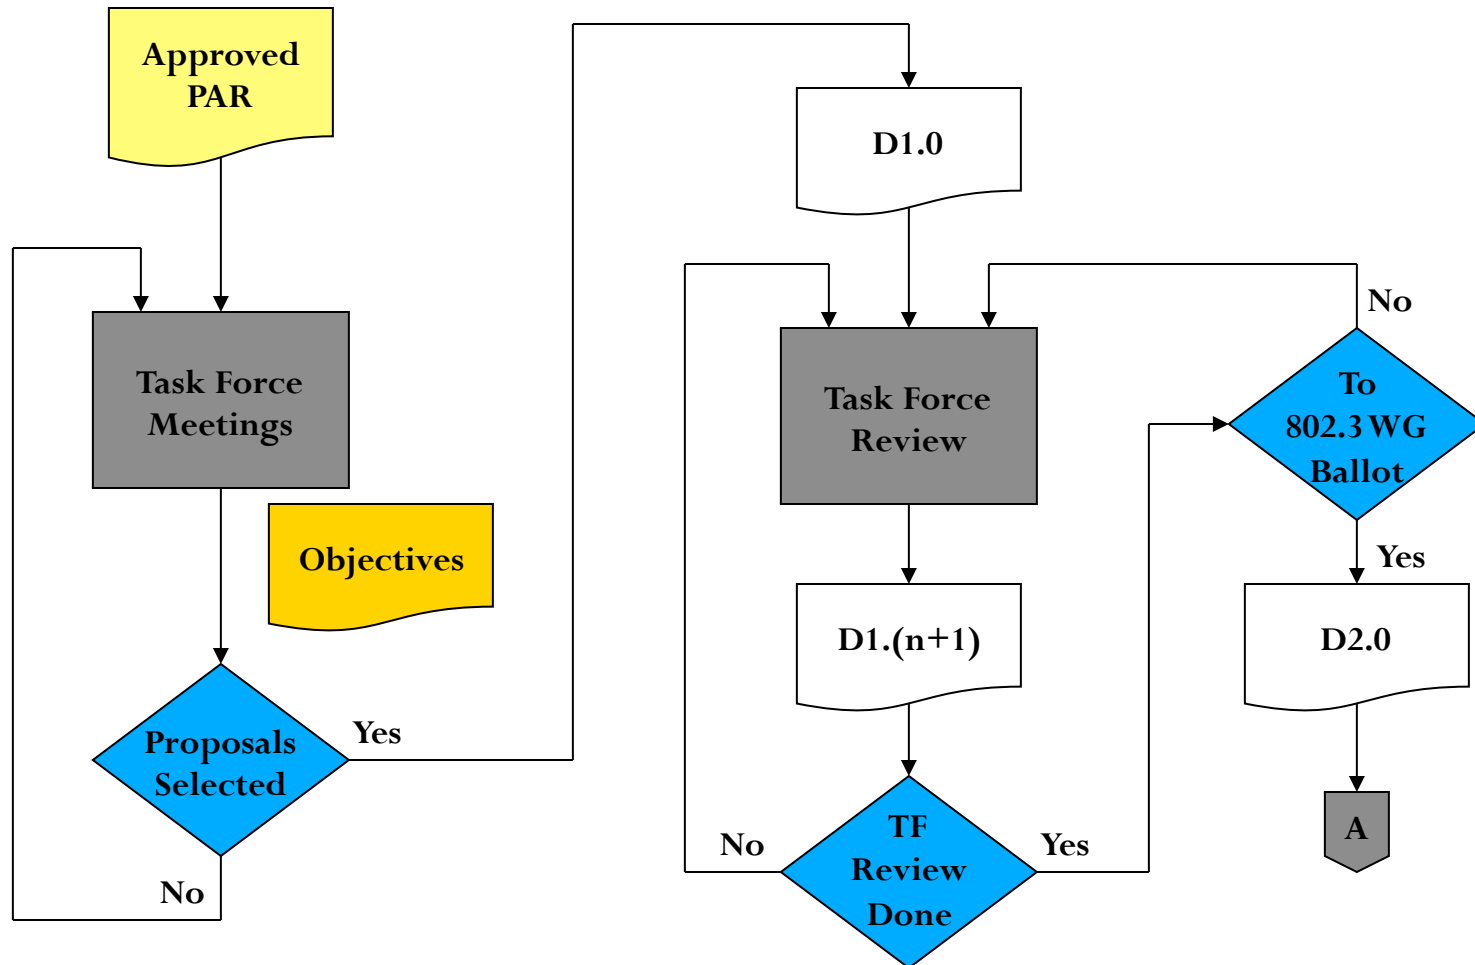 Approved
PAR
Task Force
Meetings
Objectives
Proposals
Selected
Yes
No
D1.0
Task Force
Review
D1.(n+1)
TF
Review
Done
No
Yes
To
802.3 WG
Ballot
No
Yes
D2.0
A